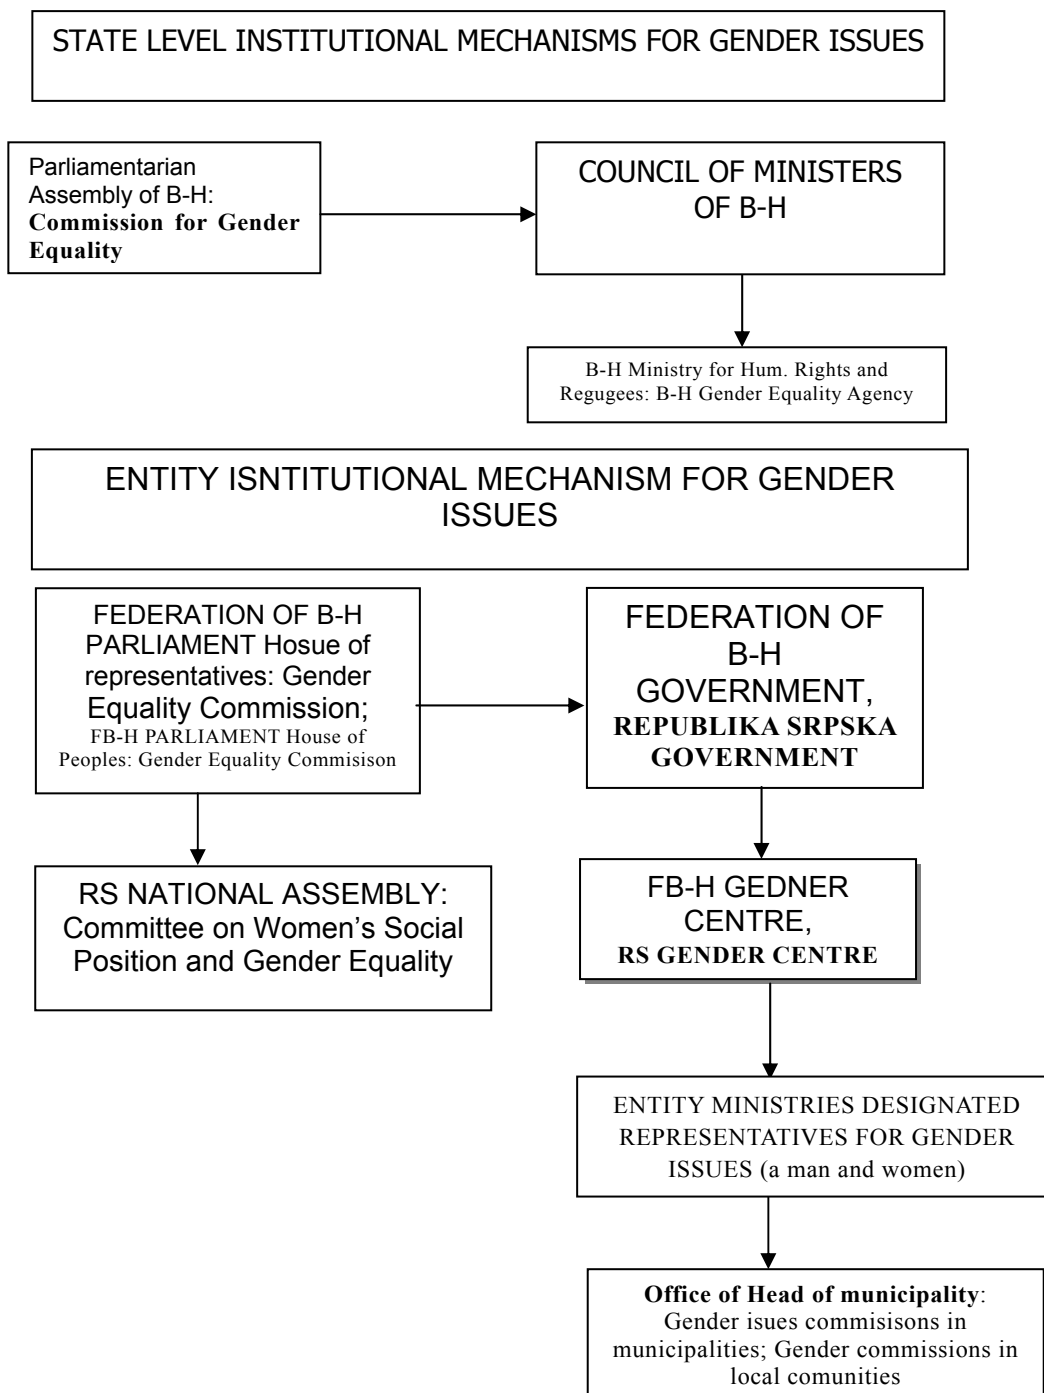 STATE LEVEL INSTITUTIONAL MECHANISMS FOR GENDER ISSUES
Parliamentarian
Assembly of B-H:
Commission for Gender
Equality
COUNCIL OF MINISTERS
OF B-H
B-H Ministry for Hum. Rights and
Regugees: B-H Gender Equality Agency
ENTITY ISNTITUTIONAL MECHANISM FOR GENDER
ISSUES
FEDERATION OF B-H
PARLIAMENT Hosue of
representatives: Gender
Equality Commission;
FB-H PARLIAMENT House of
Peoples: Gender Equality Commisison
FEDERATION OF
B-H
GOVERNMENT,
REPUBLIKA SRPSKA
GOVERNMENT
RS NATIONAL ASSEMBLY:
Committee on Women’s Social
Position and Gender Equality
FB-H GEDNER
CENTRE,
RS GENDER CENTRE
ENTITY MINISTRIES DESIGNATED
REPRESENTATIVES FOR GENDER
ISSUES (a man and women)
Office of Head of municipality:
Gender isues commisisons in
municipalities; Gender commissions in
local comunities